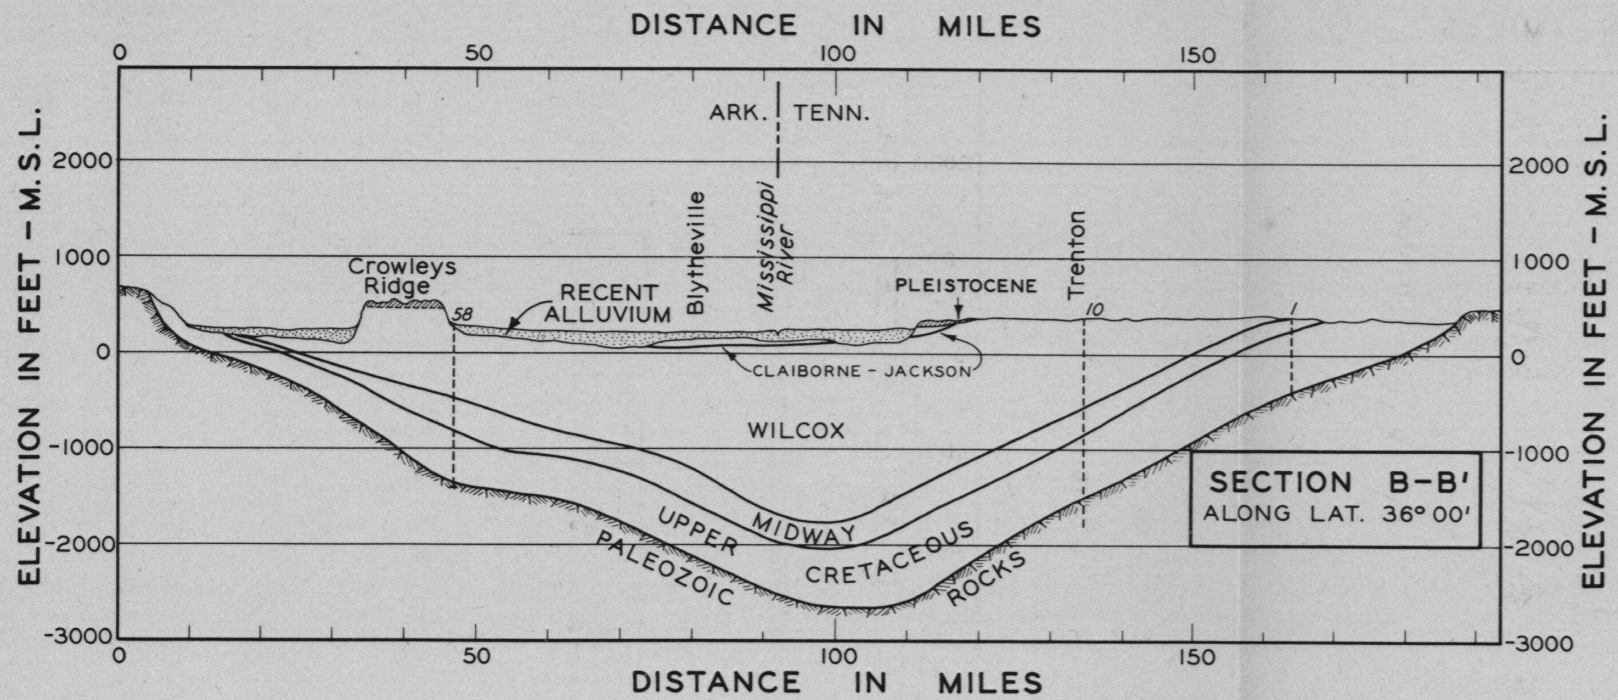 DISTANCE IN MILES
0 50 100 150
ARK. TENN.
ELEVATION IN FEET – M.S.L.
2000
1000
0
-1000
-2000
-3000
Crowleys
Ridge
58
RECENT
ALLUVIUM
Blytheville
Mississippi
River
PLEISTOCENE
Trenton
10
1
CLAIBORNE – JACKSON
WILCOX
MIDWAY
UPPER CRETACEOUS
PALEOZOIC ROCKS
SECTION B–B'
ALONG LAT. 36° 00'
2000
1000
0
-1000
-2000
-3000
ELEVATION IN FEET – M.S.L.
0 50 100 150
DISTANCE IN MILES